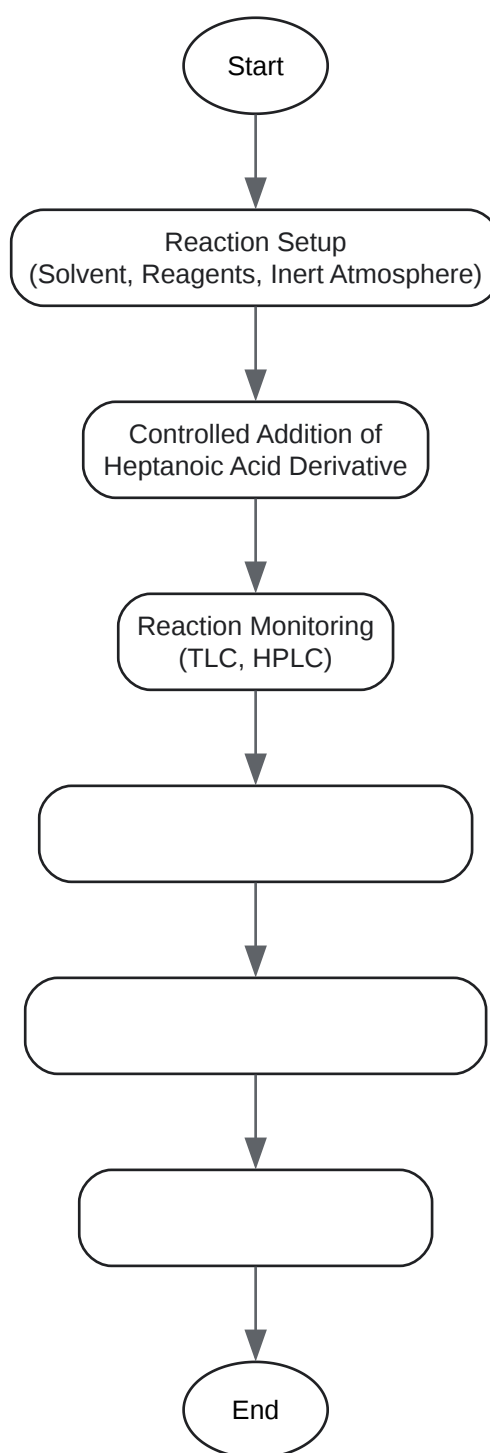 Start
Reaction Setup
(Solvent, Reagents, Inert Atmosphere)
Controlled Addition of
Heptanoic Acid Derivative
Reaction Monitoring
(TLC, HPLC)
End